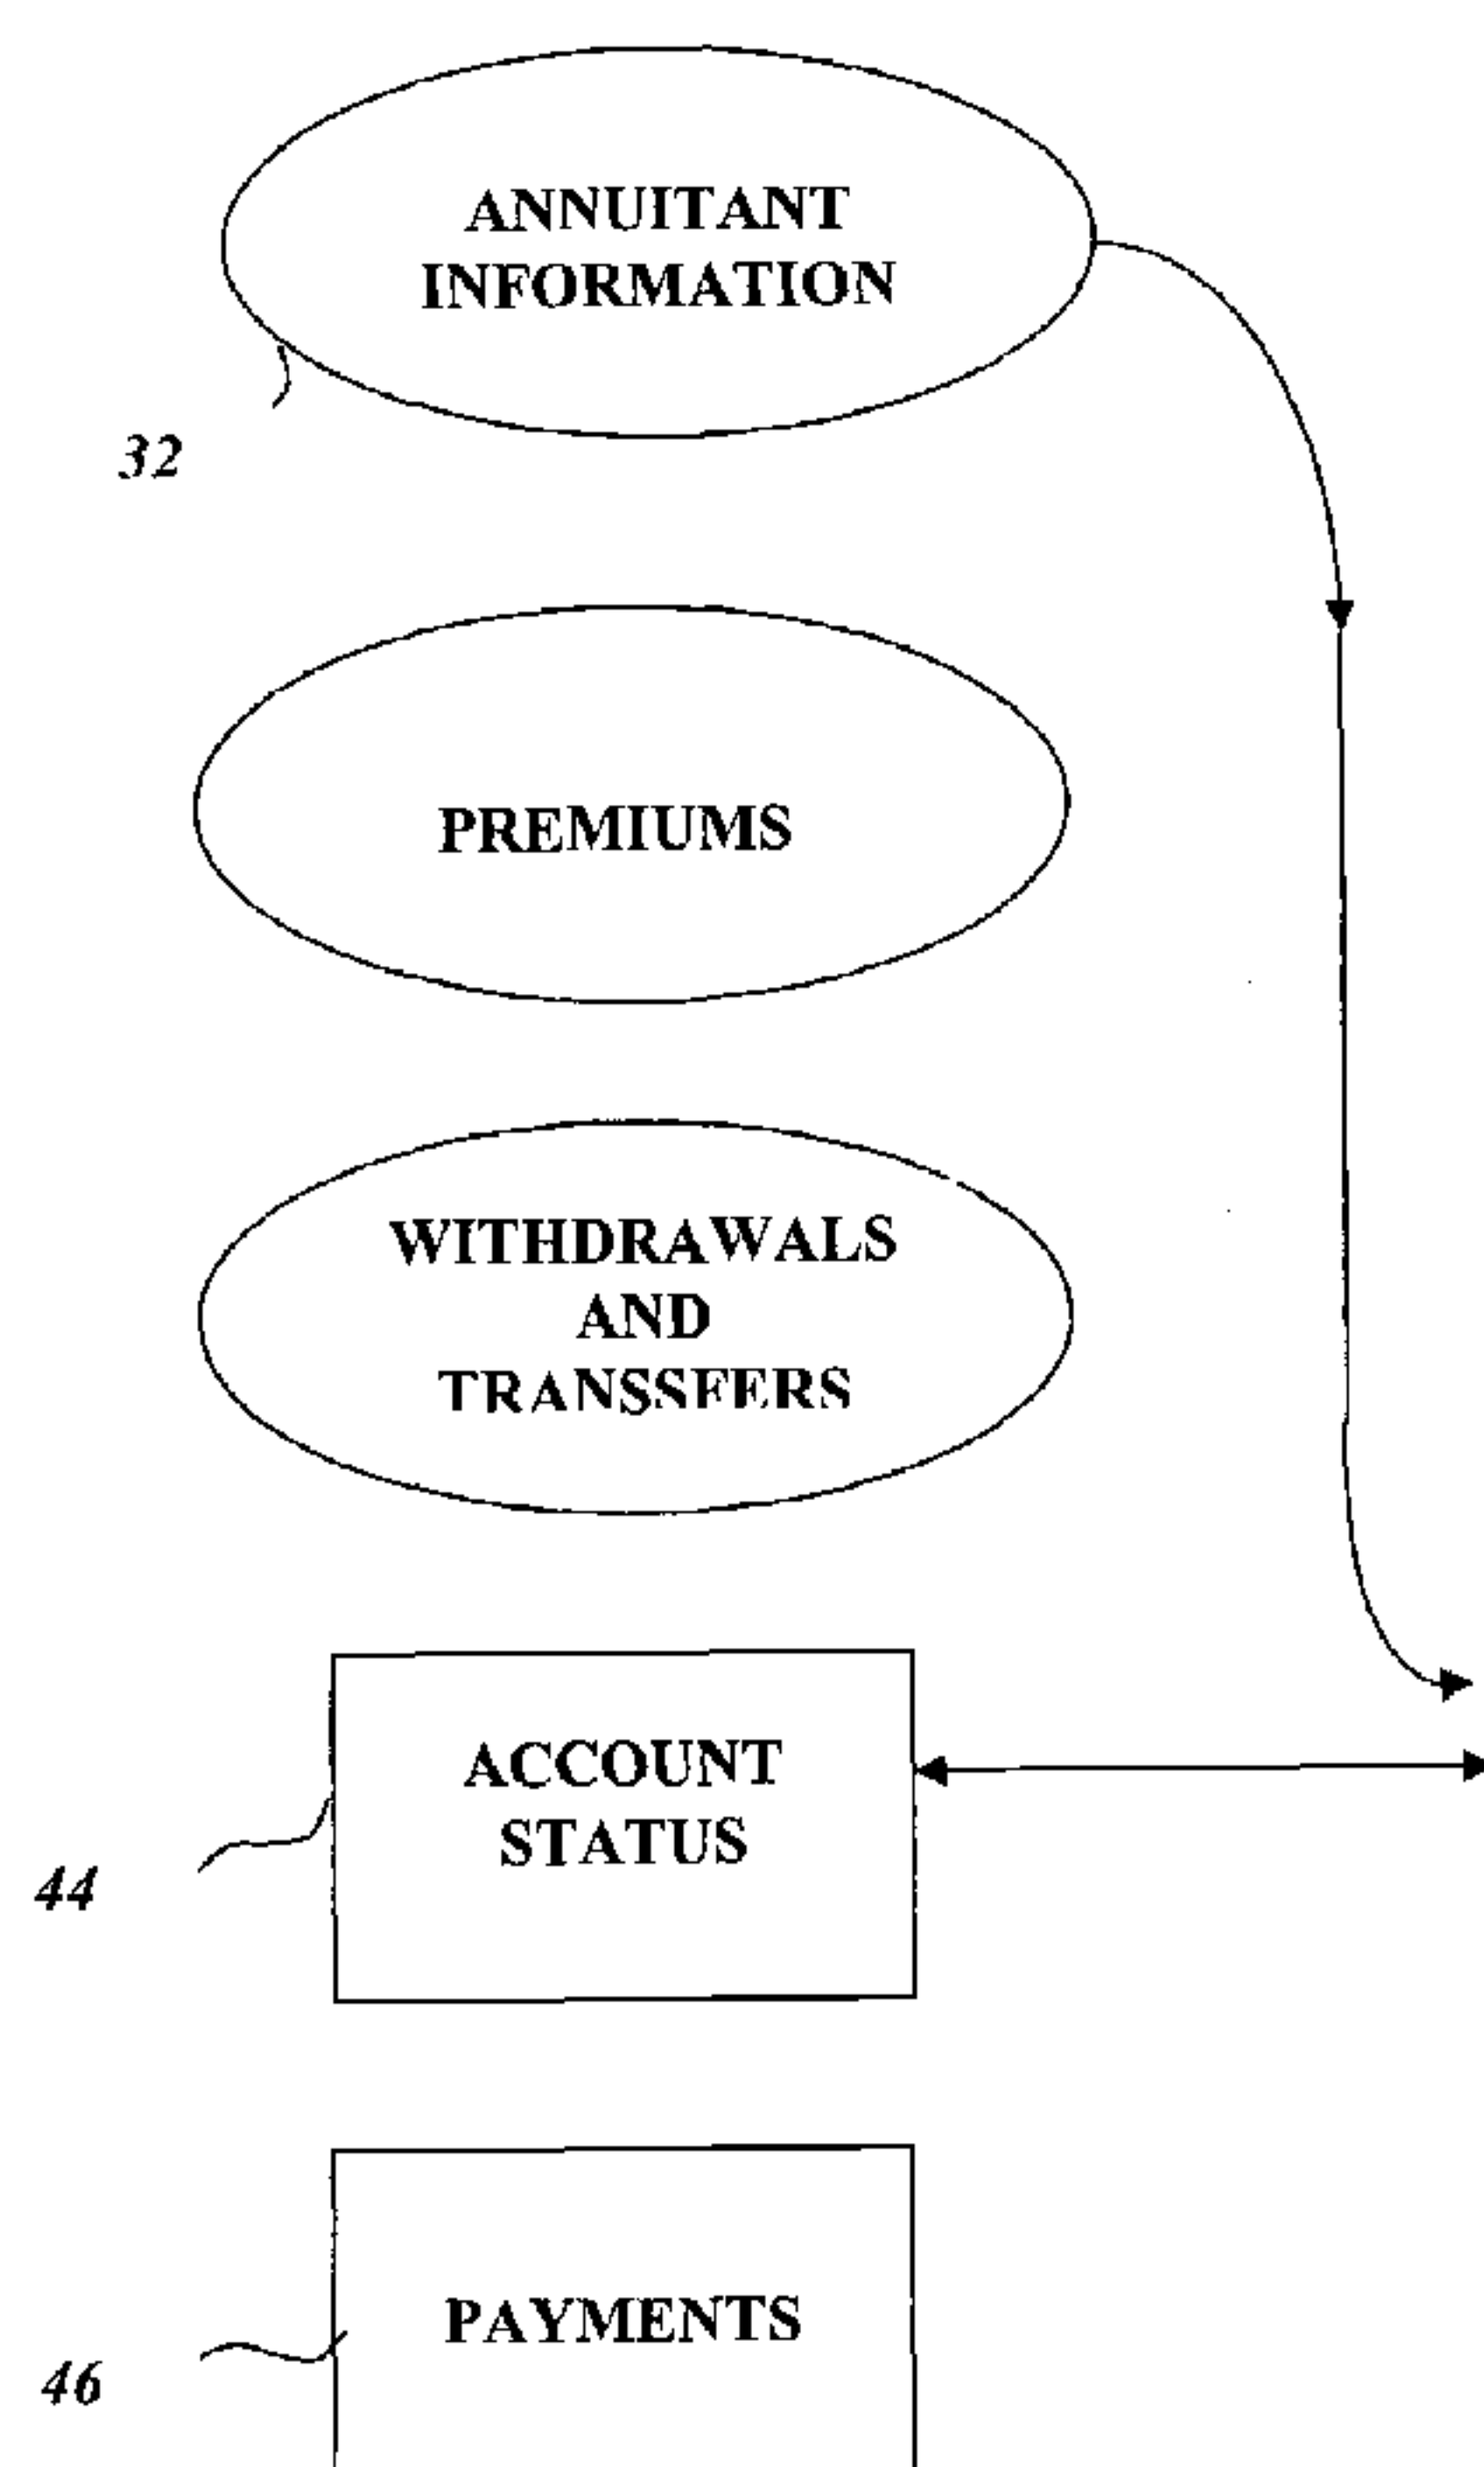 ANNUITANT
INFORMATION
32
PREMIUMS
WITHDRAWALS
AND
TRANSSFERS
ACCOUNT
STATUS
44
PAYMENTS
46